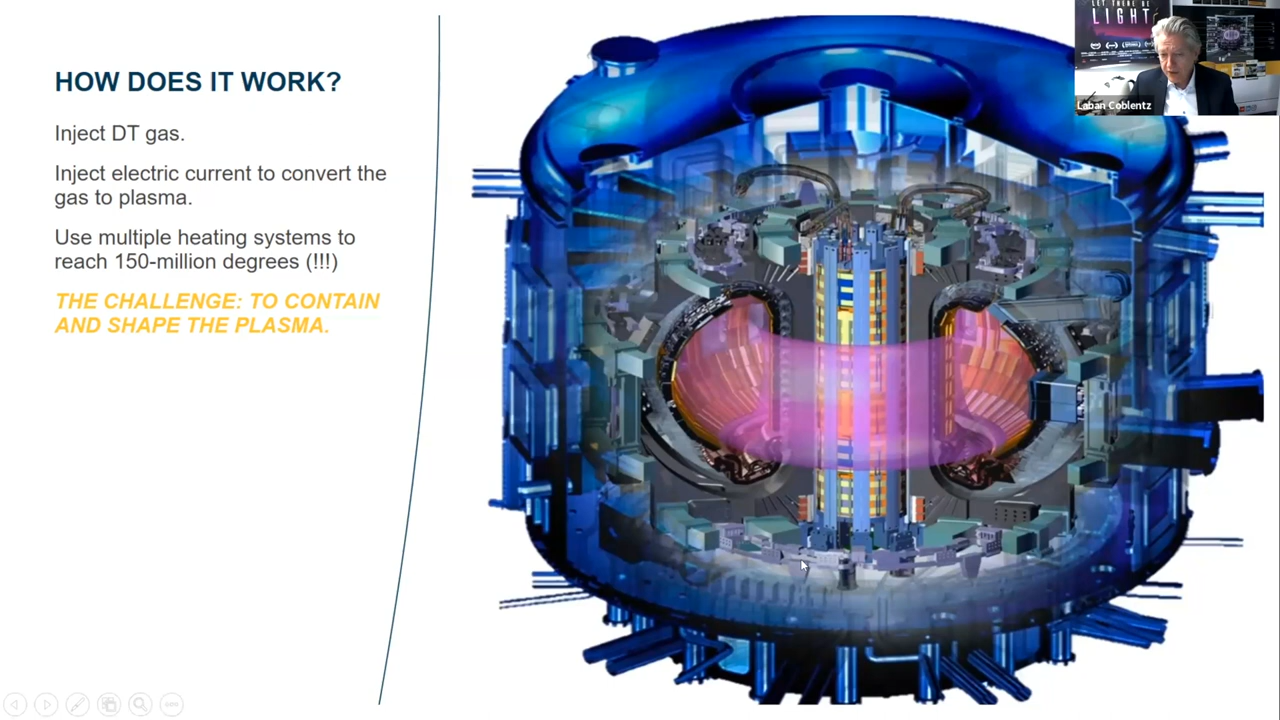 HOW DOES IT WORK?
Inject DT gas.
Inject electric current to convert the
gas to plasma.
Use multiple heating systems to
reach 150-million degrees (!!!)
THE CHALLENGE: TO CONTAIN
AND SHAPE THE PLASMA.
LET THERE BE
LIGHT
Laban Coblentz